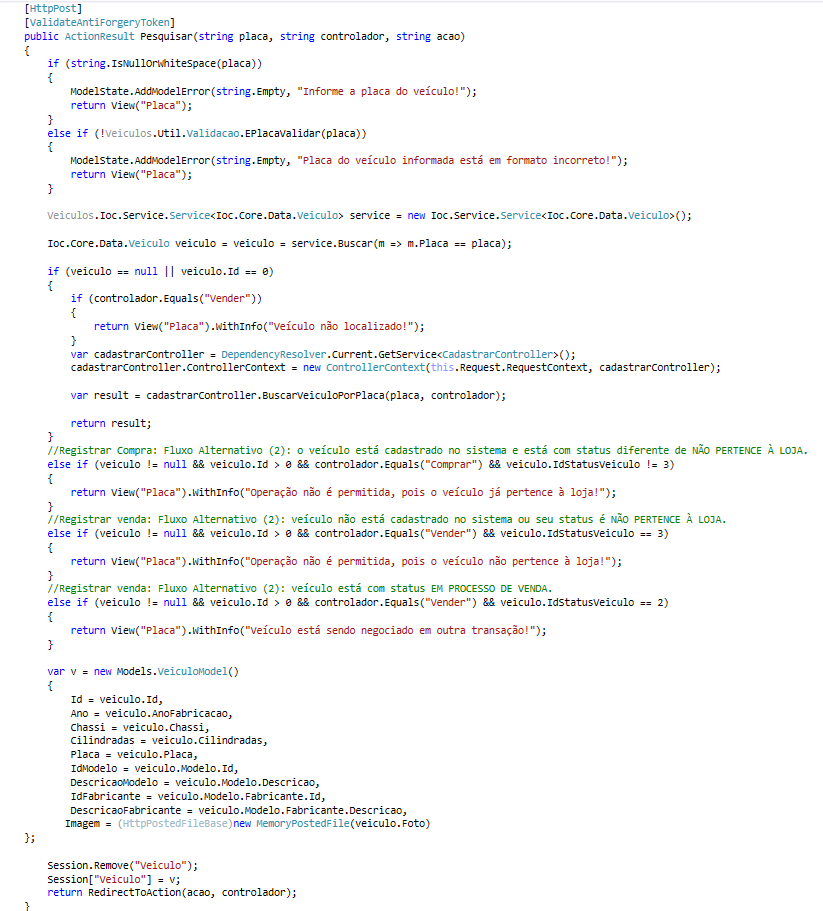 [HttpPost]
[ValidateAntiForgeryToken]
public ActionResult Pesquisar(string placa, string controlador, string acao)
{
if (string.IsNullOrWhiteSpace(placa))
{
ModelState.AddModelError(string.Empty, "Informe a placa do veículo!");
return View("Placa");
}
else if (!Veiculos.Util.Validacao.EPlacaValidar(placa))
{
ModelState.AddModelError(string.Empty, "Placa do veículo informada está em formato incorreto!");
return View("Placa");
}
Veiculos.Ioc.Service.Service<Ioc.Core.Data.Veiculo> service = new Ioc.Service.Service<Ioc.Core.Data.Veiculo>();
Ioc.Core.Data.Veiculo veiculo = veiculo = service.Buscar(m => m.Placa == placa);
if (veiculo == null || veiculo.Id == 0)
{
if (controlador.Equals("Vender"))
{
return View("Placa").WithInfo("Veículo não localizado!");
}
var cadastrarController = DependencyResolver.Current.GetService<CadastrarController>();
cadastrarController.ControllerContext = new ControllerContext(this.Request.RequestContext, cadastrarController);
var result = cadastrarController.BuscarVeiculoPorPlaca(placa, controlador);
return result;
}
//Registrar Compra: Fluxo Alternativo (2): o veículo está cadastrado no sistema e está com status diferente de NÃO PERTENCE À LOJA.
else if (veiculo != null && veiculo.Id > 0 && controlador.Equals("Comprar") && veiculo.IdStatusVeiculo != 3)
{
return View("Placa").WithInfo("Operação não é permitida, pois o veículo já pertence à loja!");
}
//Registrar venda: Fluxo Alternativo (2): veículo não está cadastrado no sistema ou seu status é NÃO PERTENCE À LOJA.
else if (veiculo != null && veiculo.Id > 0 && controlador.Equals("Vender") && veiculo.IdStatusVeiculo == 3)
{
return View("Placa").WithInfo("Operação não é permitida, pois o veículo não pertence à loja!");
}
//Registrar venda: Fluxo Alternativo (2): veículo está com status EM PROCESSO DE VENDA.
else if (veiculo != null && veiculo.Id > 0 && controlador.Equals("Vender") && veiculo.IdStatusVeiculo == 2)
{
return View("Placa").WithInfo("Veículo está sendo negociado em outra transação!");
}
var v = new Models.VeiculoModel()
{
Id = veiculo.Id,
Ano = veiculo.AnoFabricacao,
Chassi = veiculo.Chassi,
Cilindradas = veiculo.Cilindradas,
Placa = veiculo.Placa,
IdModelo = veiculo.Modelo.Id,
DescricaoModelo = veiculo.Modelo.Descricao,
IdFabricante = veiculo.Modelo.Fabricante.Id,
DescricaoFabricante = veiculo.Modelo.Fabricante.Descricao,
Imagem = (HttpPostedFileBase)new MemoryPostedFile(veiculo.Foto)
};
Session.Remove("Veiculo");
Session["Veiculo"] = v;
return RedirectToAction(acao, controlador);
}